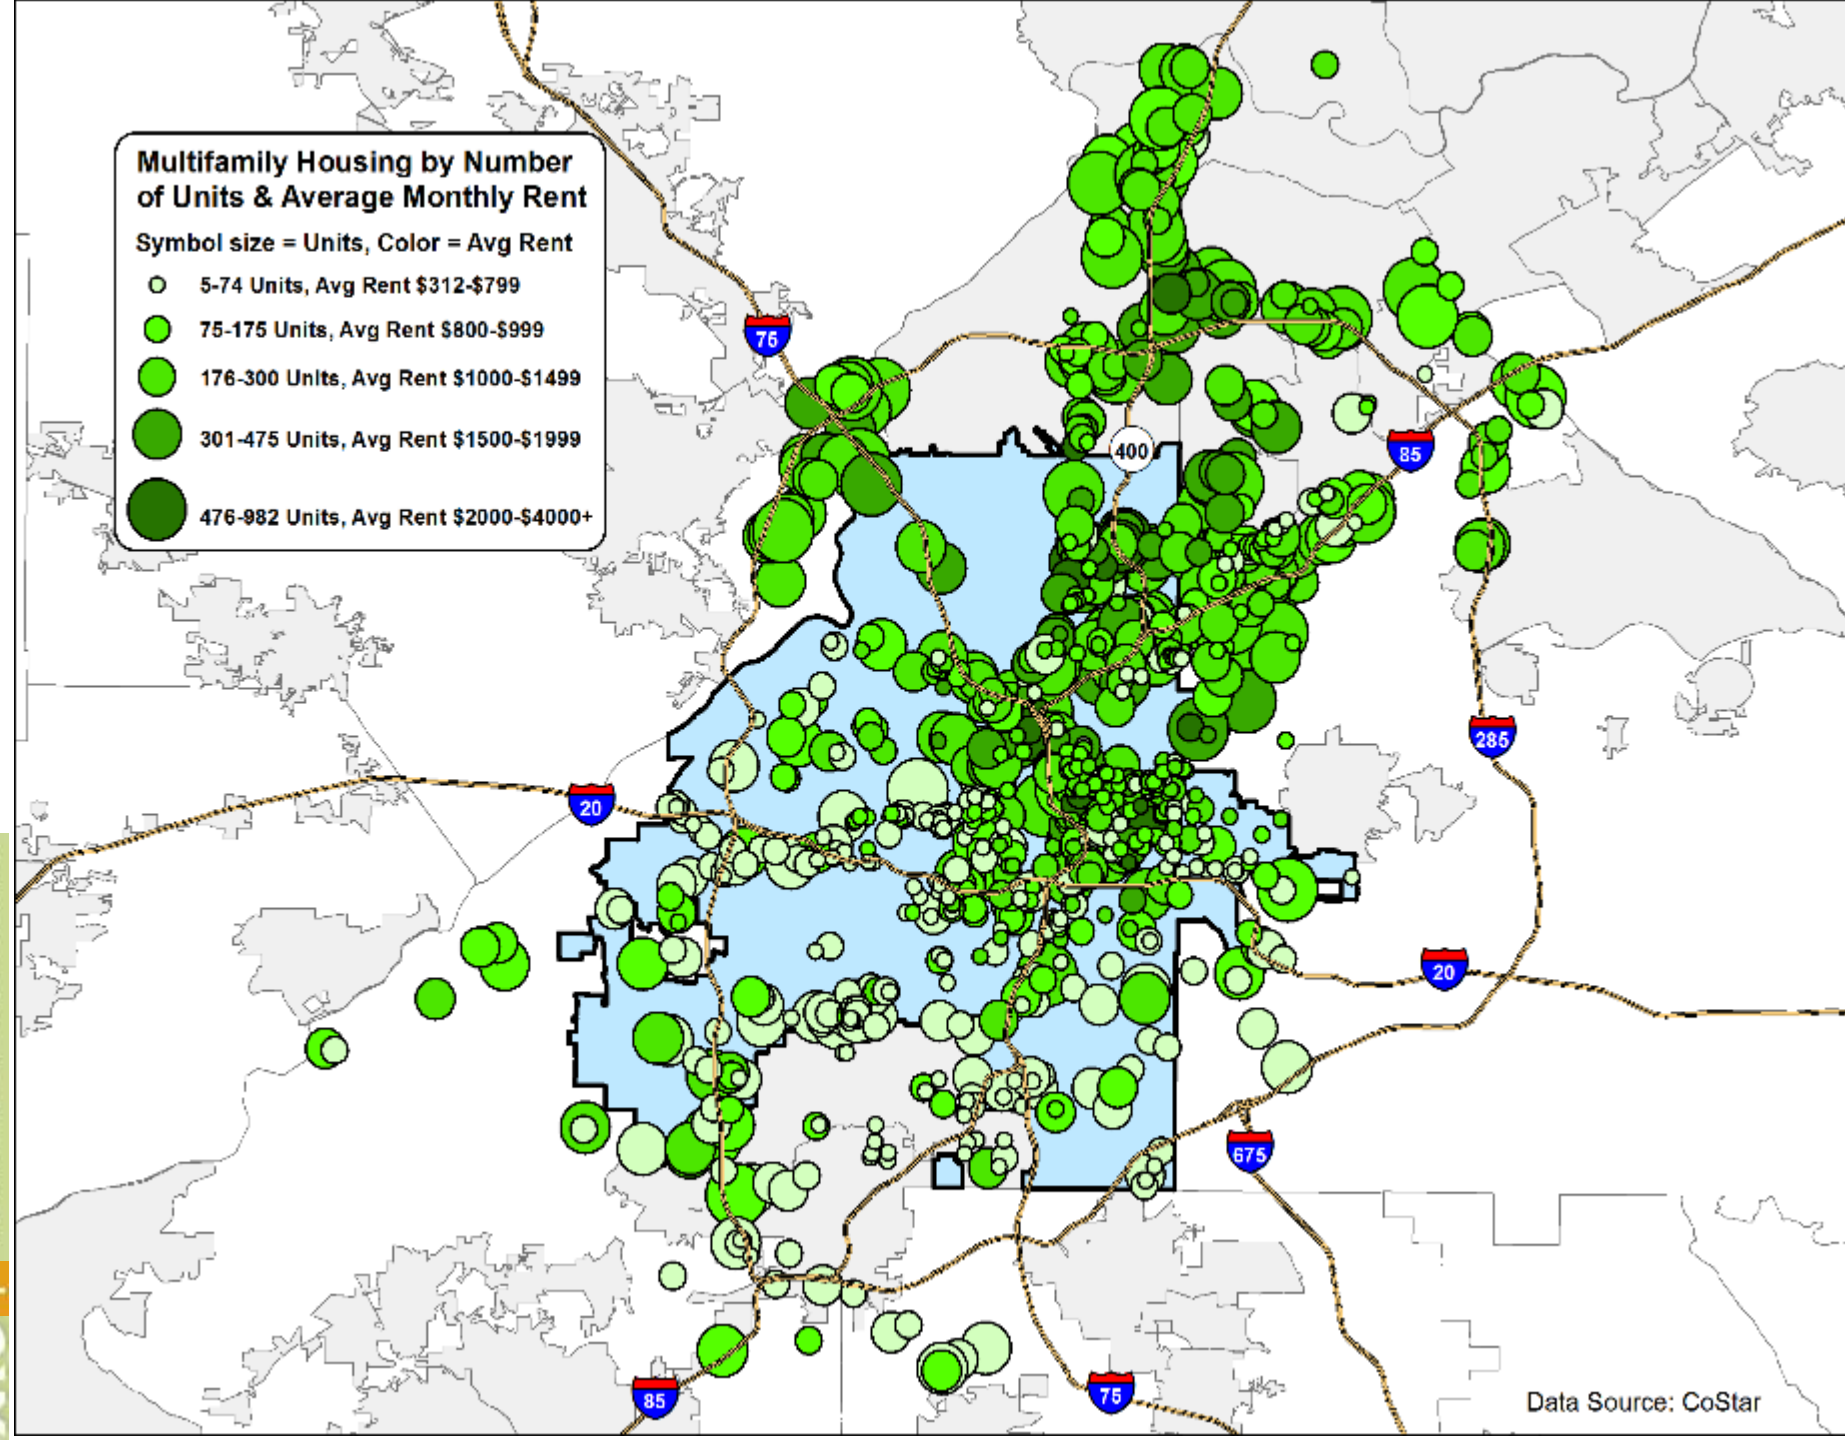 Multifamily Housing by Number
of Units & Average Monthly Rent
Symbol size = Units, Color = Avg Rent
5-74 Units, Avg Rent $312-$799
75-175 Units, Avg Rent $800-$999
176-300 Units, Avg Rent $1000-$1499
301-475 Units, Avg Rent $1500-$1999
476-982 Units, Avg Rent $2000-$4000+
75
400
85
285
20
20
675
85
75
Data Source: CoStar